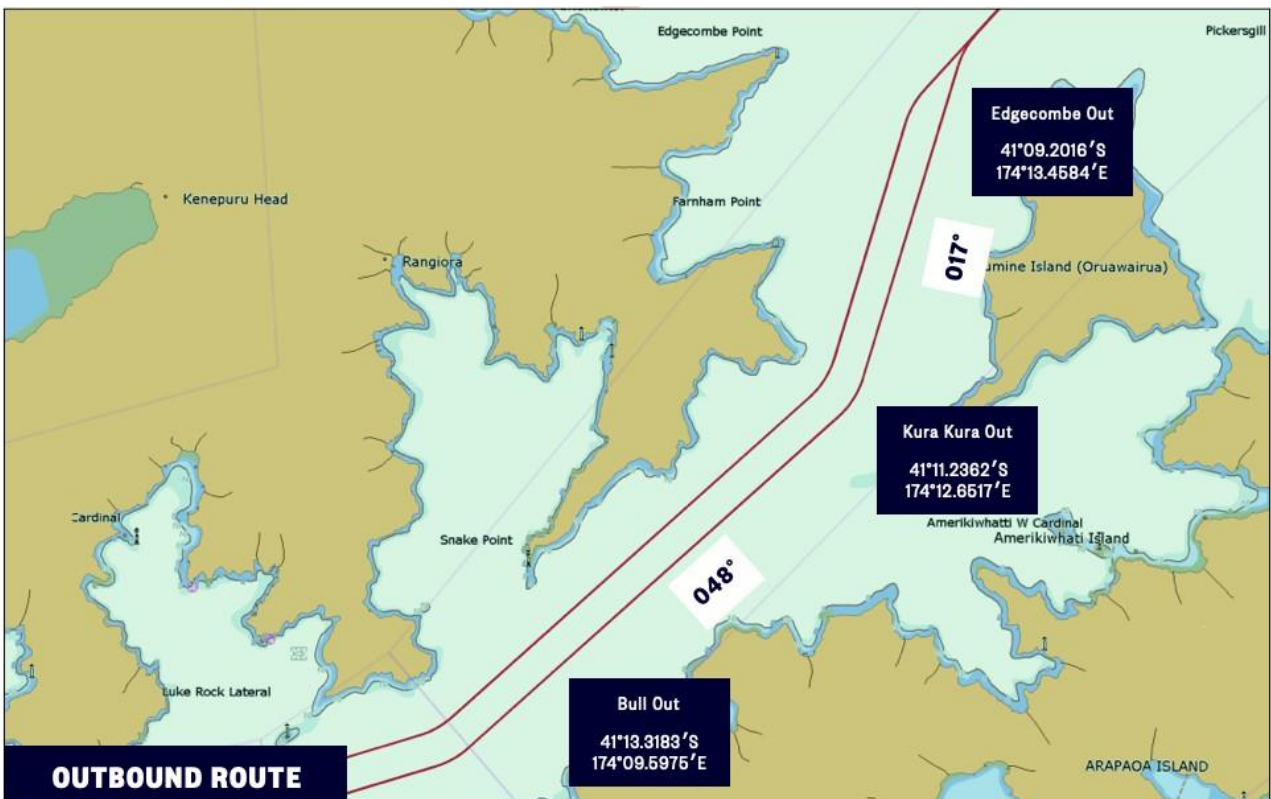 Edgecombe Point
Pickersgill
Edgecombe Out
41°09.2016′S
174°13.4584′E
Kenepuru Head
Farnham Point
Rangiora
017°
umine Island (Oruawairua)
Kura Kura Out
41°11.2362′S
174°12.6517′E
Cardinal
Snake Point
Amerikiwhatti W Cardinal
Amerikiwhati Island
048°
Luke Rock Lateral
Bull Out
41°13.3183′S
174°09.5975′E
OUTBOUND ROUTE
ARAPAOA ISLAND